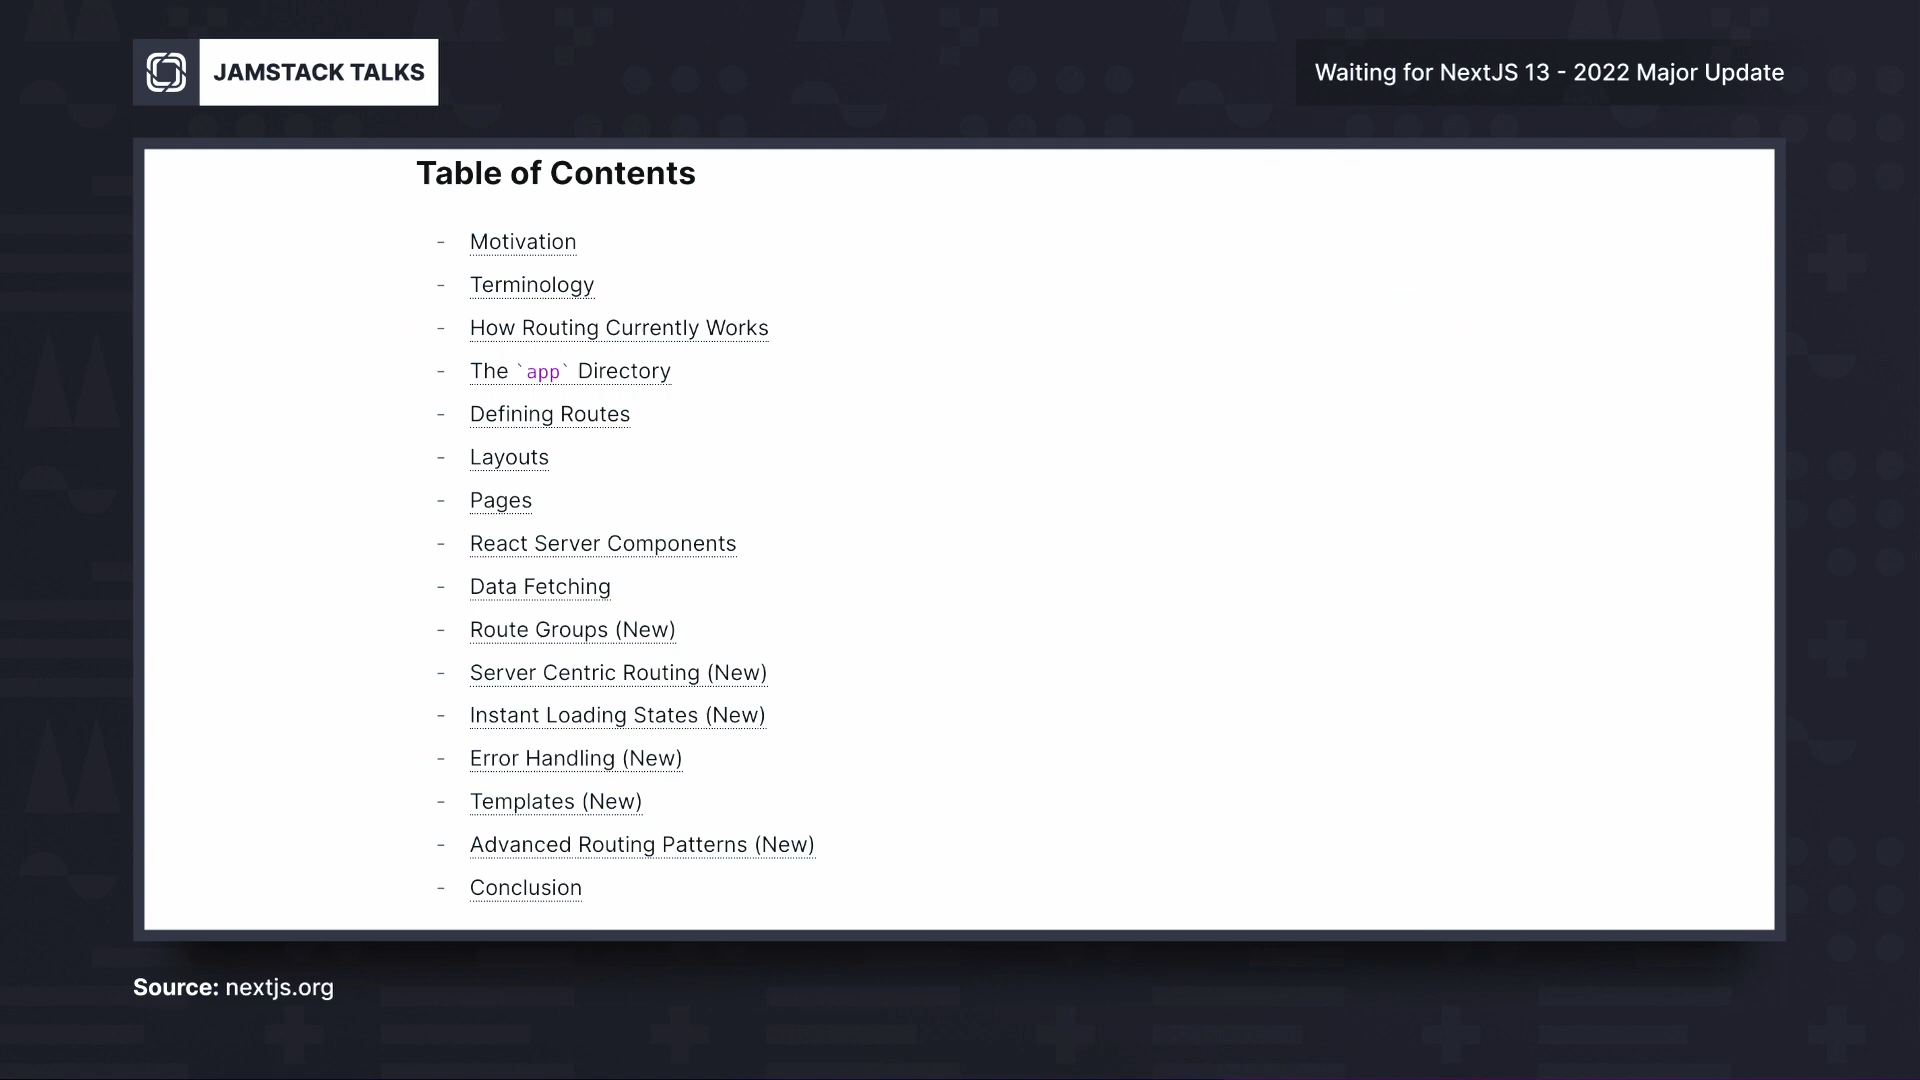 JAMSTACK TALKS
Waiting for NextJS 13 - 2022 Major Update
Table of Contents
- Motivation
- Terminology
- How Routing Currently Works
- The `app` Directory
- Defining Routes
- Layouts
- Pages
- React Server Components
- Data Fetching
- Route Groups (New)
- Server Centric Routing (New)
- Instant Loading States (New)
- Error Handling (New)
- Templates (New)
- Advanced Routing Patterns (New)
- Conclusion
Source: nextjs.org